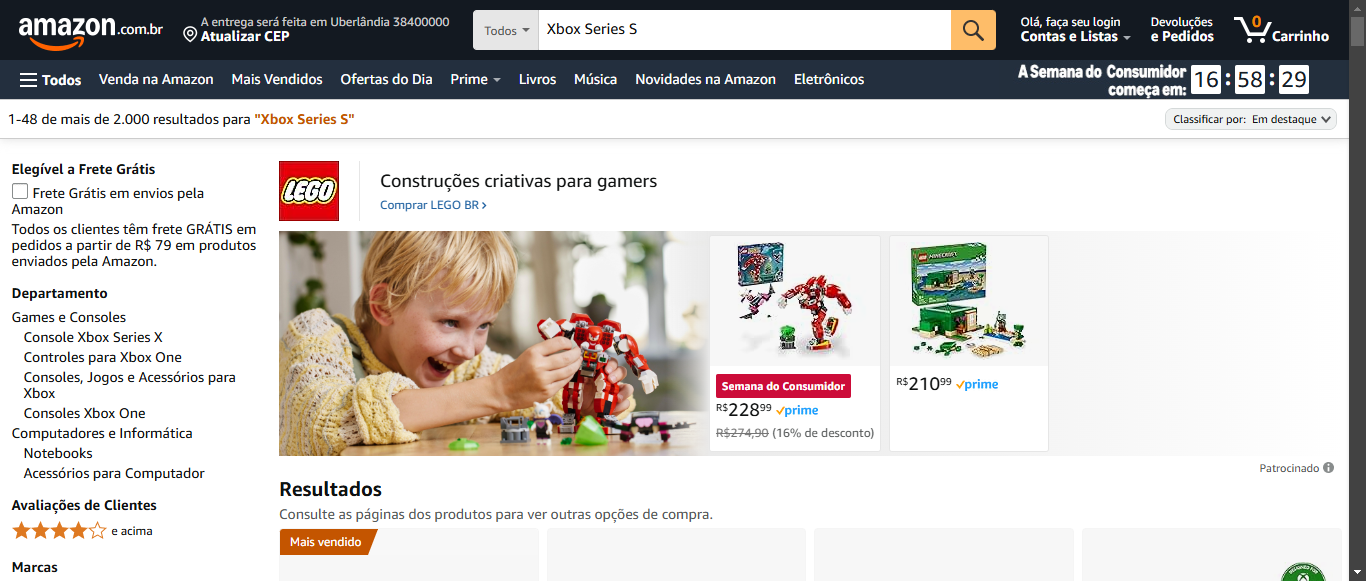 amazon.com.br
A entrega será feita em Uberlândia 38400000
Atualizar CEP
Todos
Xbox Series S
Olá, faça seu login
Contas e Listas
Devoluções
e Pedidos
0
Carrinho
Todos
Venda na Amazon
Mais Vendidos
Ofertas do Dia
Prime
Livros
Música
Novidades na Amazon
Eletrônicos
A Semana do Consumidor
começa em:
16 : 58 : 29
1-48 de mais de 2.000 resultados para "Xbox Series S"
Classificar por: Em destaque
Elegível a Frete Grátis
Frete Grátis em envios pela
Amazon
Todos os clientes têm frete GRÁTIS em
pedidos a partir de R$ 79 em produtos
enviados pela Amazon.
Departamento
Games e Consoles
Console Xbox Series X
Controles para Xbox One
Consoles, Jogos e Acessórios para
Xbox
Consoles Xbox One
Computadores e Informática
Notebooks
Acessórios para Computador
Avaliações de Clientes
e acima
Marcas
LEGO
Construções criativas para gamers
Comprar LEGO BR ›
Semana do Consumidor
R$22899 prime
R$274,90 (16% de desconto)
MINECRAFT
R$21099 prime
Patrocinado
Resultados
Consulte as páginas dos produtos para ver outras opções de compra.
Mais vendido
DESIGNED FOR